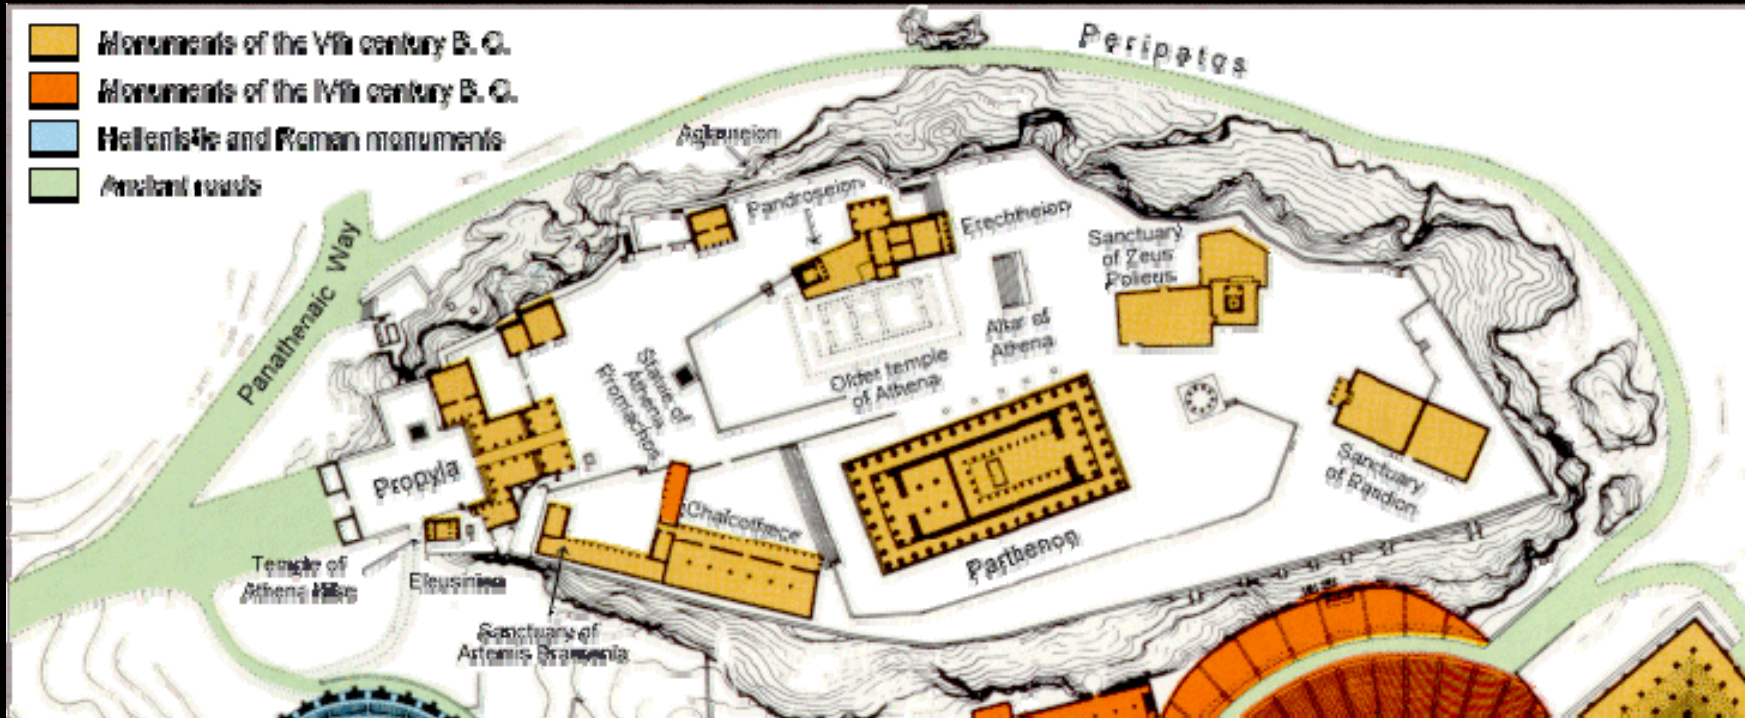 Monuments of the Vth century B. C.
Monuments of the IVth century B. C.
Hellenistic and Roman monuments
Ancient roads
Peripatos
Aglaureion
Pandroseion
Erechtheion
Panathenaic Way
Sanctuary
of Zeus
Polieus
Altar of
Athena
Older temple
of Athena
Statue of
Athena
Promachos
Propyla
Sanctuary
of Pandion
Chalcothece
Parthenon
Temple of
Athena Nike
Eleusinion
Sanctuary of
Artemis Brauronia